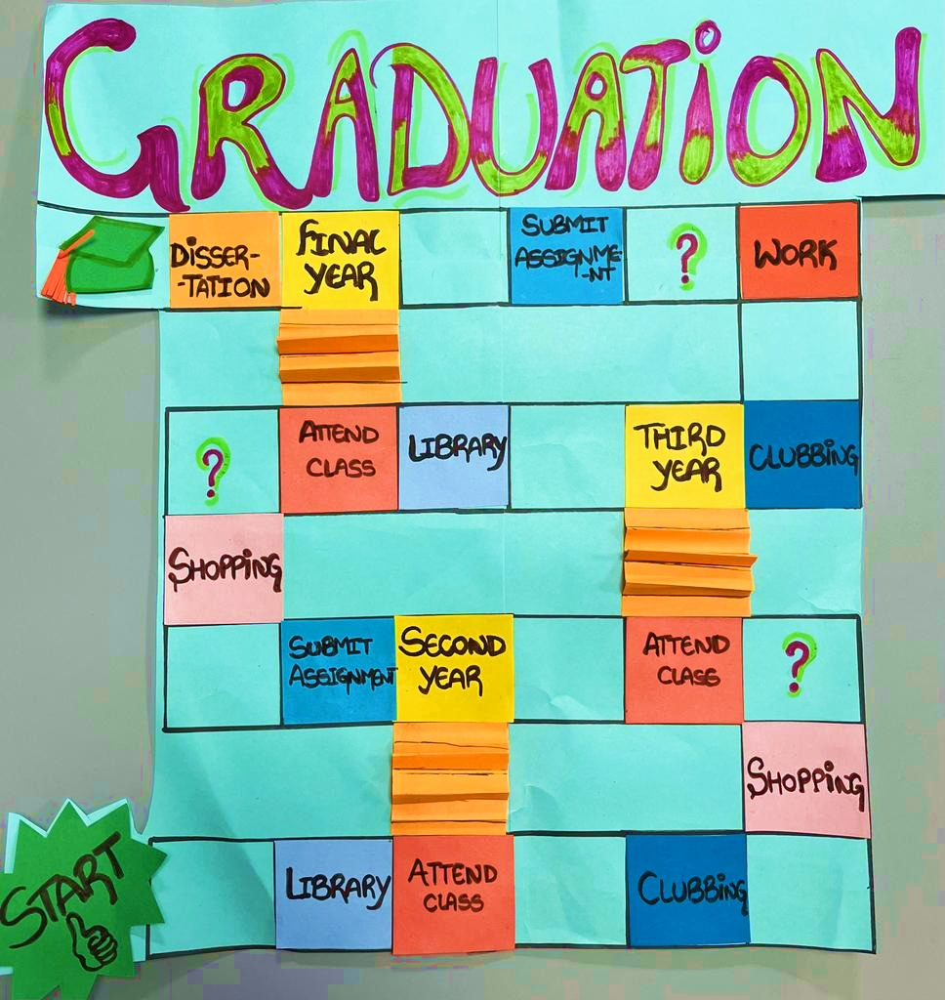 GRADUATION
DISSER-
-TATION
FINAL
YEAR
SUBMIT
ASSIGNME-
-NT
?
WORK
?
ATTEND
CLASS
LIBRARY
THIRD
YEAR
CLUBBING
SHOPPING
SUBMIT
ASSIGNMENT
SECOND
YEAR
ATTEND
CLASS
?
SHOPPING
START
LIBRARY
ATTEND
CLASS
CLUBBING